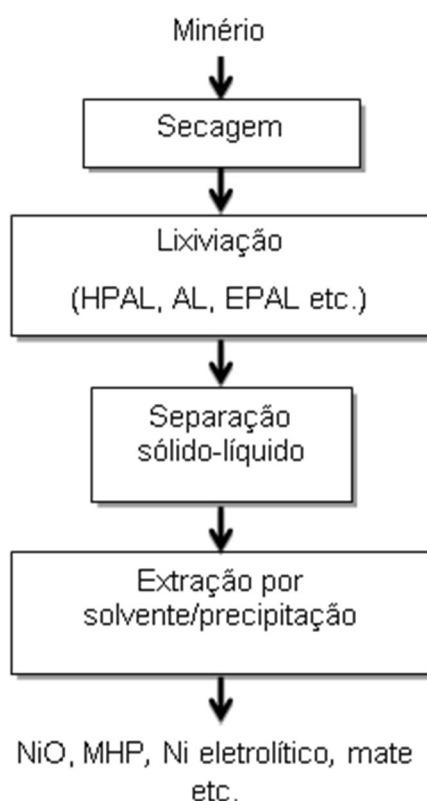 Minério
Secagem
Lixiviação
(HPAL, AL, EPAL etc.)
Separação
sólido-líquido
Extração por
solvente/precipitação
NiO, MHP, Ni eletrolítico, mate
etc.